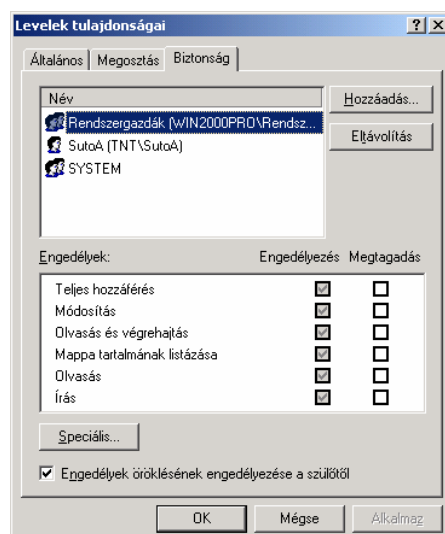 Levelek tulajdonságai
Általános Megosztás Biztonság
Név
Hozzáadás...
Rendszergazdák (WIN2000PRO\Rendsz...
Eltávolítás
SutoA (TNT\SutoA)
SYSTEM
Engedélyek: Engedélyezés Megtagadás
Teljes hozzáférés
Módosítás
Olvasás és végrehajtás
Mappa tartalmának listázása
Olvasás
Írás
Speciális...
Engedélyek öröklésének engedélyezése a szülőtől
OK Mégse Alkalmaz